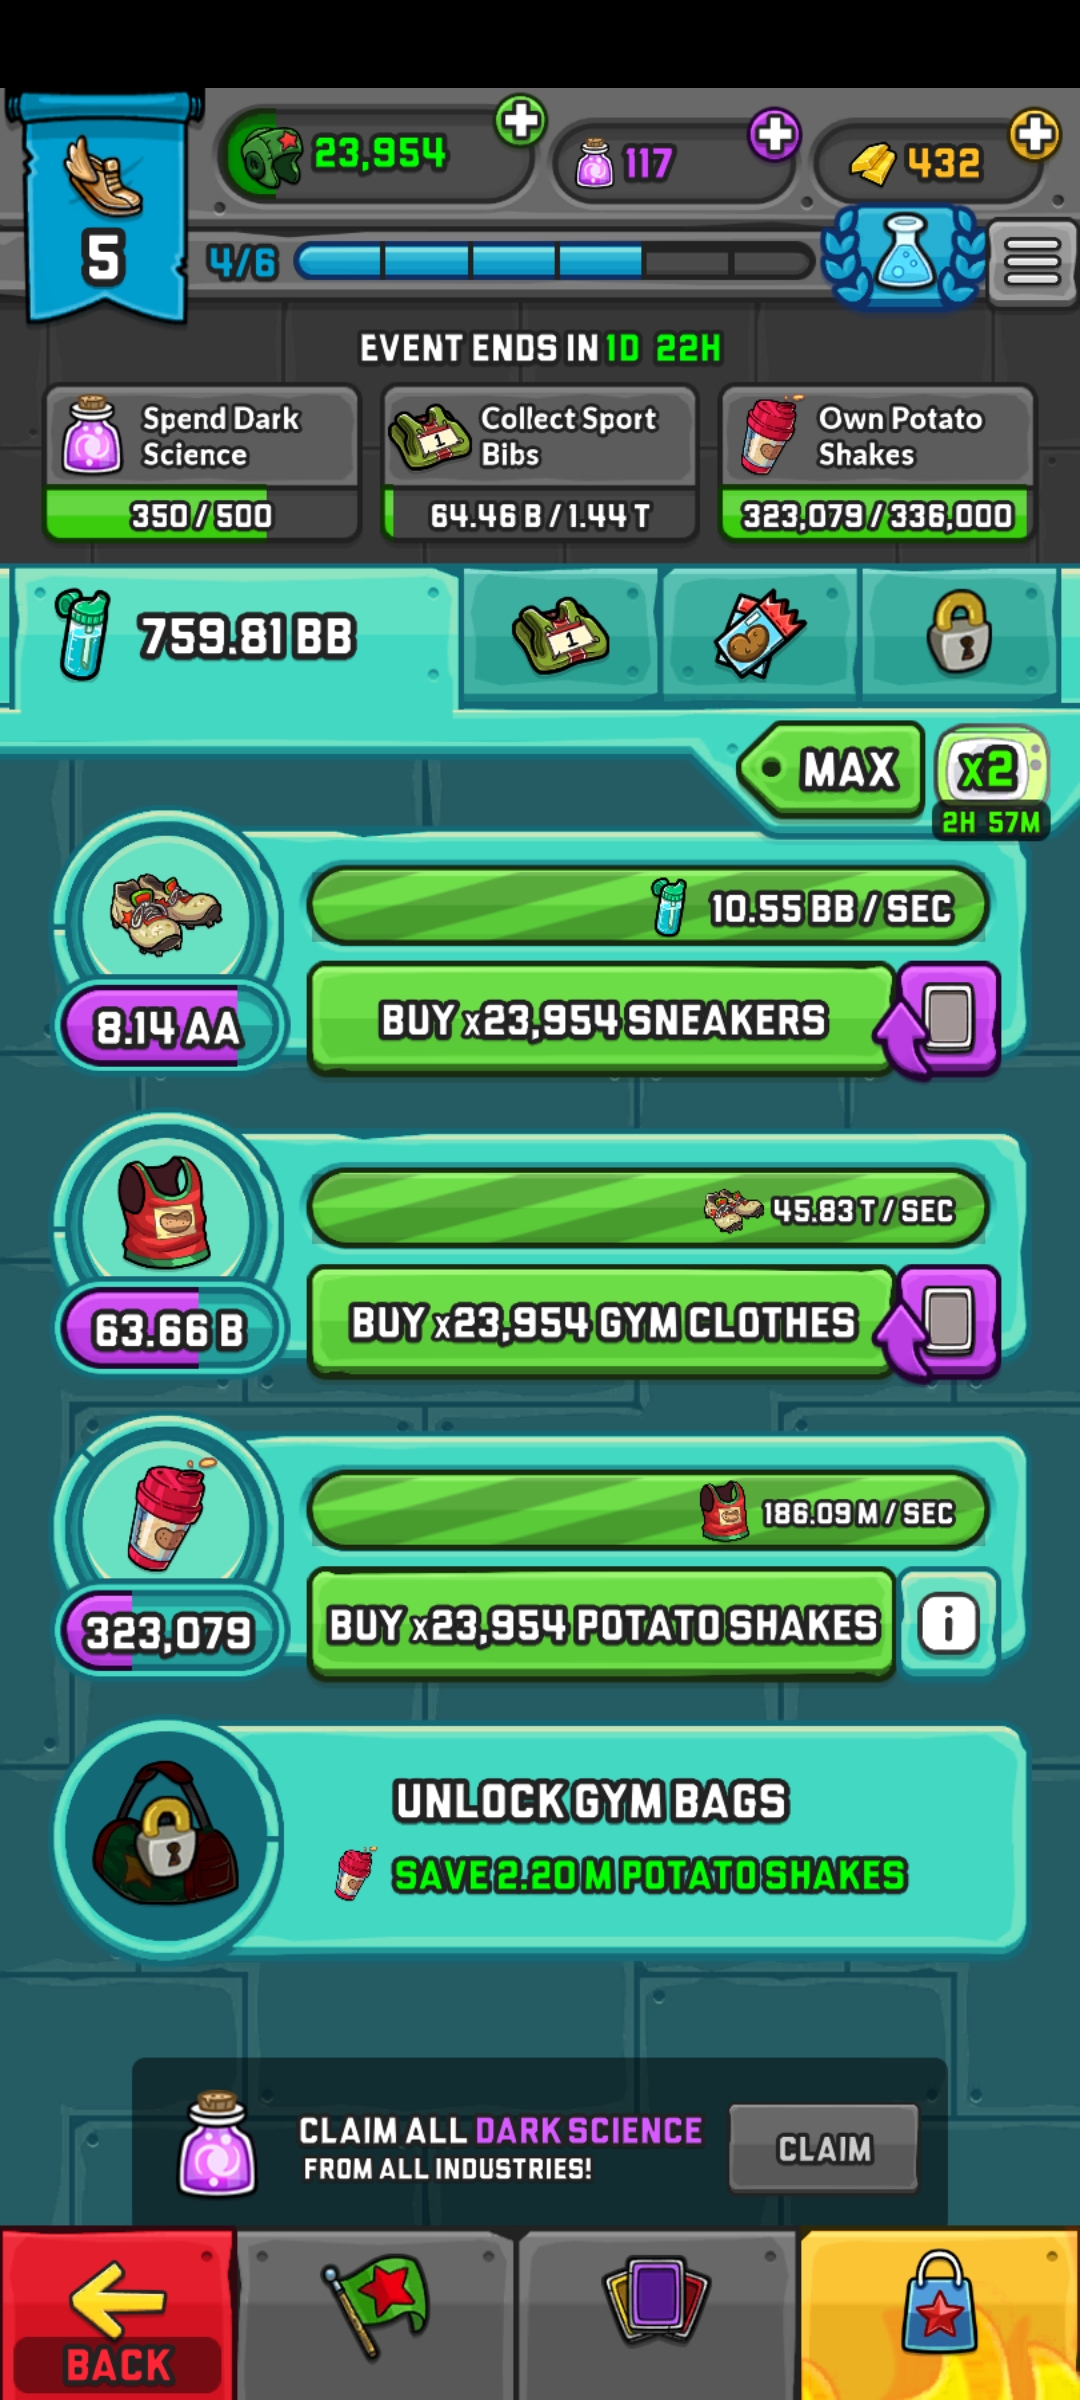 23,954
117
432
5
4/6
EVENT ENDS IN 1D 22H
Spend Dark Science
350 / 500
Collect Sport Bibs
64.46 B / 1.44 T
Own Potato Shakes
323,079 / 336,000
759.81 BB
1
MAX
X2
2H 57M
10.55 BB / SEC
8.14 AA
BUY x23,954 SNEAKERS
45.83 T / SEC
63.66 B
BUY x23,954 GYM CLOTHES
186.09 M / SEC
323,079
BUY x23,954 POTATO SHAKES
i
UNLOCK GYM BAGS
SAVE 2.20 M POTATO SHAKES
CLAIM ALL DARK SCIENCE
FROM ALL INDUSTRIES!
CLAIM
BACK